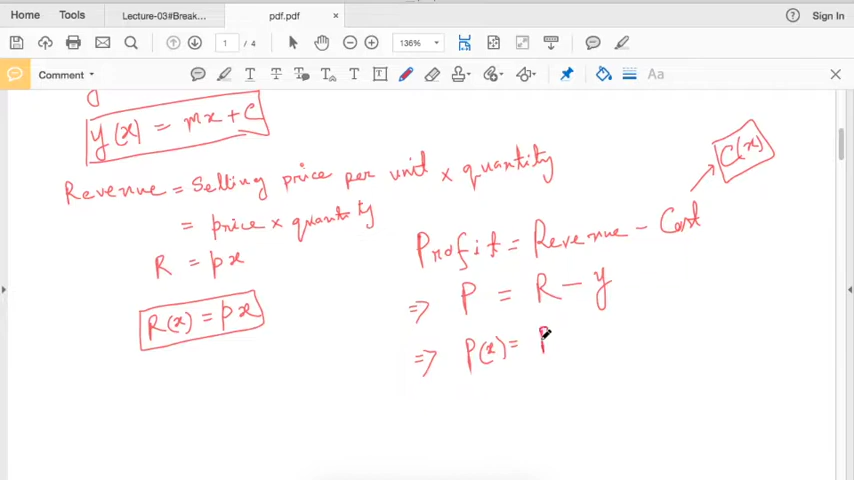 Home Tools Lecture-03#Break... pdf.pdf × ? Sign In
1 / 4 136%
Comment T T T T T Aa
y(x) = mx + C
Revenue = Selling price per unit × quantity
= price × quantity
R = px
R(x) = px
C(x)
Profit = Revenue - Cost
⇒ P = R - y
⇒ P(x) =